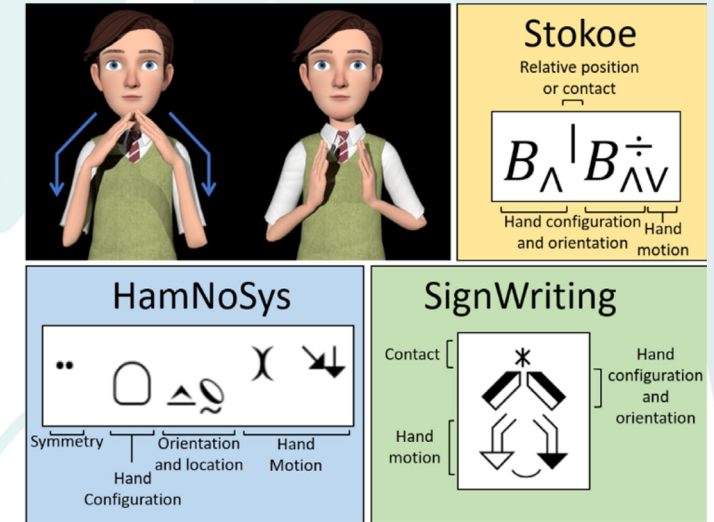 Stokoe
Relative position
or contact
B∧ | B÷∧∨
Hand configuration
and orientation
Hand
motion
HamNoSys
Symmetry
Hand
Configuration
Orientation
and location
Hand
Motion
SignWriting
Contact
Hand
motion
Hand
configuration
and
orientation